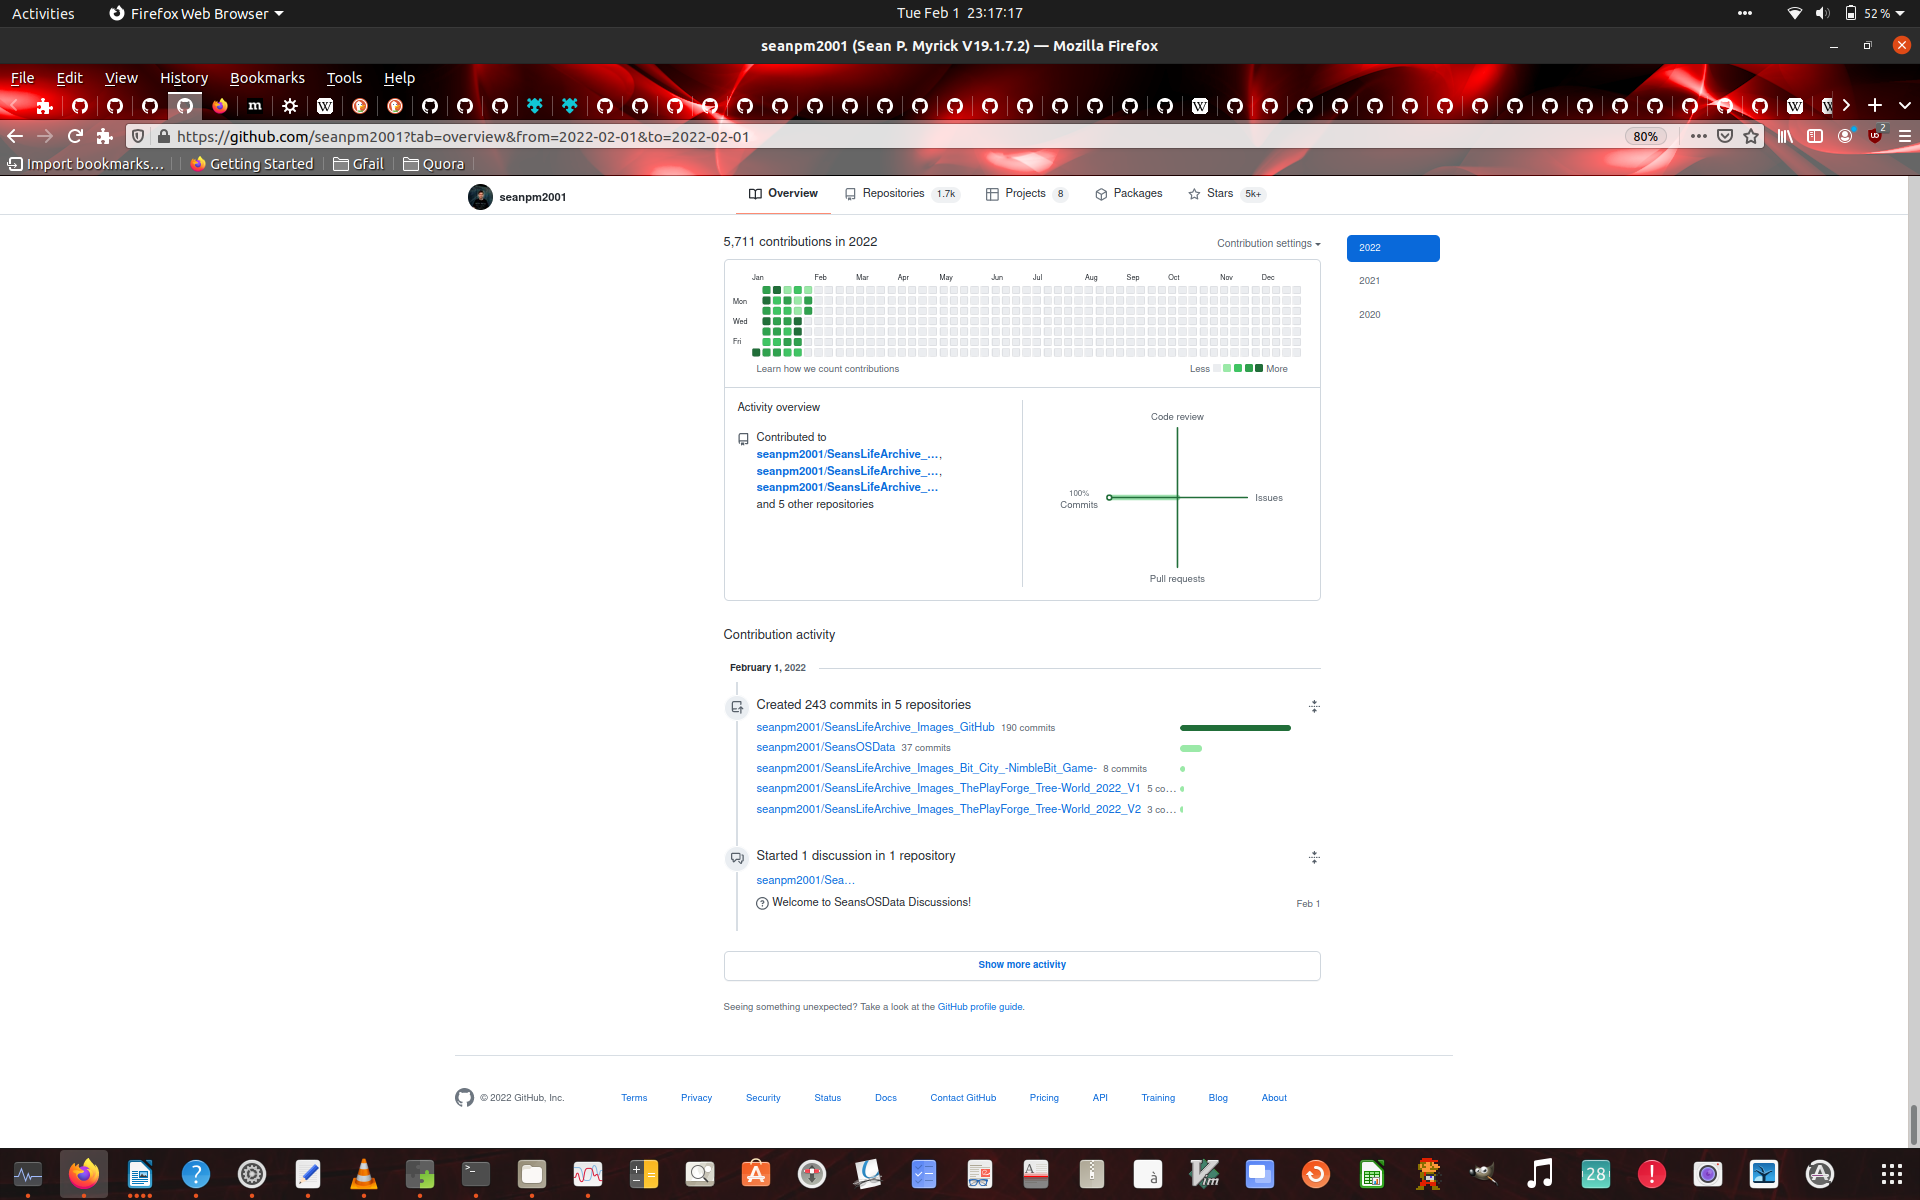 Activities
Firefox Web Browser
Tue Feb 1 23:17:17
52 %
seanpm2001 (Sean P. Myrick V19.1.7.2) — Mozilla Firefox
File Edit View History Bookmarks Tools Help
https://github.com/seanpm2001?tab=overview&from=2022-02-01&to=2022-02-01
80%
2
Import bookmarks… Getting Started Gfail Quora
seanpm2001
Overview Repositories 1.7k Projects 8 Packages Stars 5k+
5,711 contributions in 2022
Contribution settings
2022
2021
2020
Jan Feb Mar Apr May Jun Jul Aug Sep Oct Nov Dec
Mon
Wed
Fri
Learn how we count contributions
Less More
Activity overview
Contributed to
seanpm2001/SeansLifeArchive_…,
seanpm2001/SeansLifeArchive_…,
seanpm2001/SeansLifeArchive_…
and 5 other repositories
Code review
100%
Commits
Issues
Pull requests
Contribution activity
February 1, 2022
Created 243 commits in 5 repositories
seanpm2001/SeansLifeArchive_Images_GitHub 190 commits
seanpm2001/SeansOSData 37 commits
seanpm2001/SeansLifeArchive_Images_Bit_City_-NimbleBit_Game- 8 commits
seanpm2001/SeansLifeArchive_Images_ThePlayForge_Tree-World_2022_V1 5 co…
seanpm2001/SeansLifeArchive_Images_ThePlayForge_Tree-World_2022_V2 3 co…
Started 1 discussion in 1 repository
seanpm2001/Sea…
Welcome to SeansOSData Discussions!
Feb 1
Show more activity
Seeing something unexpected? Take a look at the GitHub profile guide.
© 2022 GitHub, Inc. Terms Privacy Security Status Docs Contact GitHub Pricing API Training Blog About
28